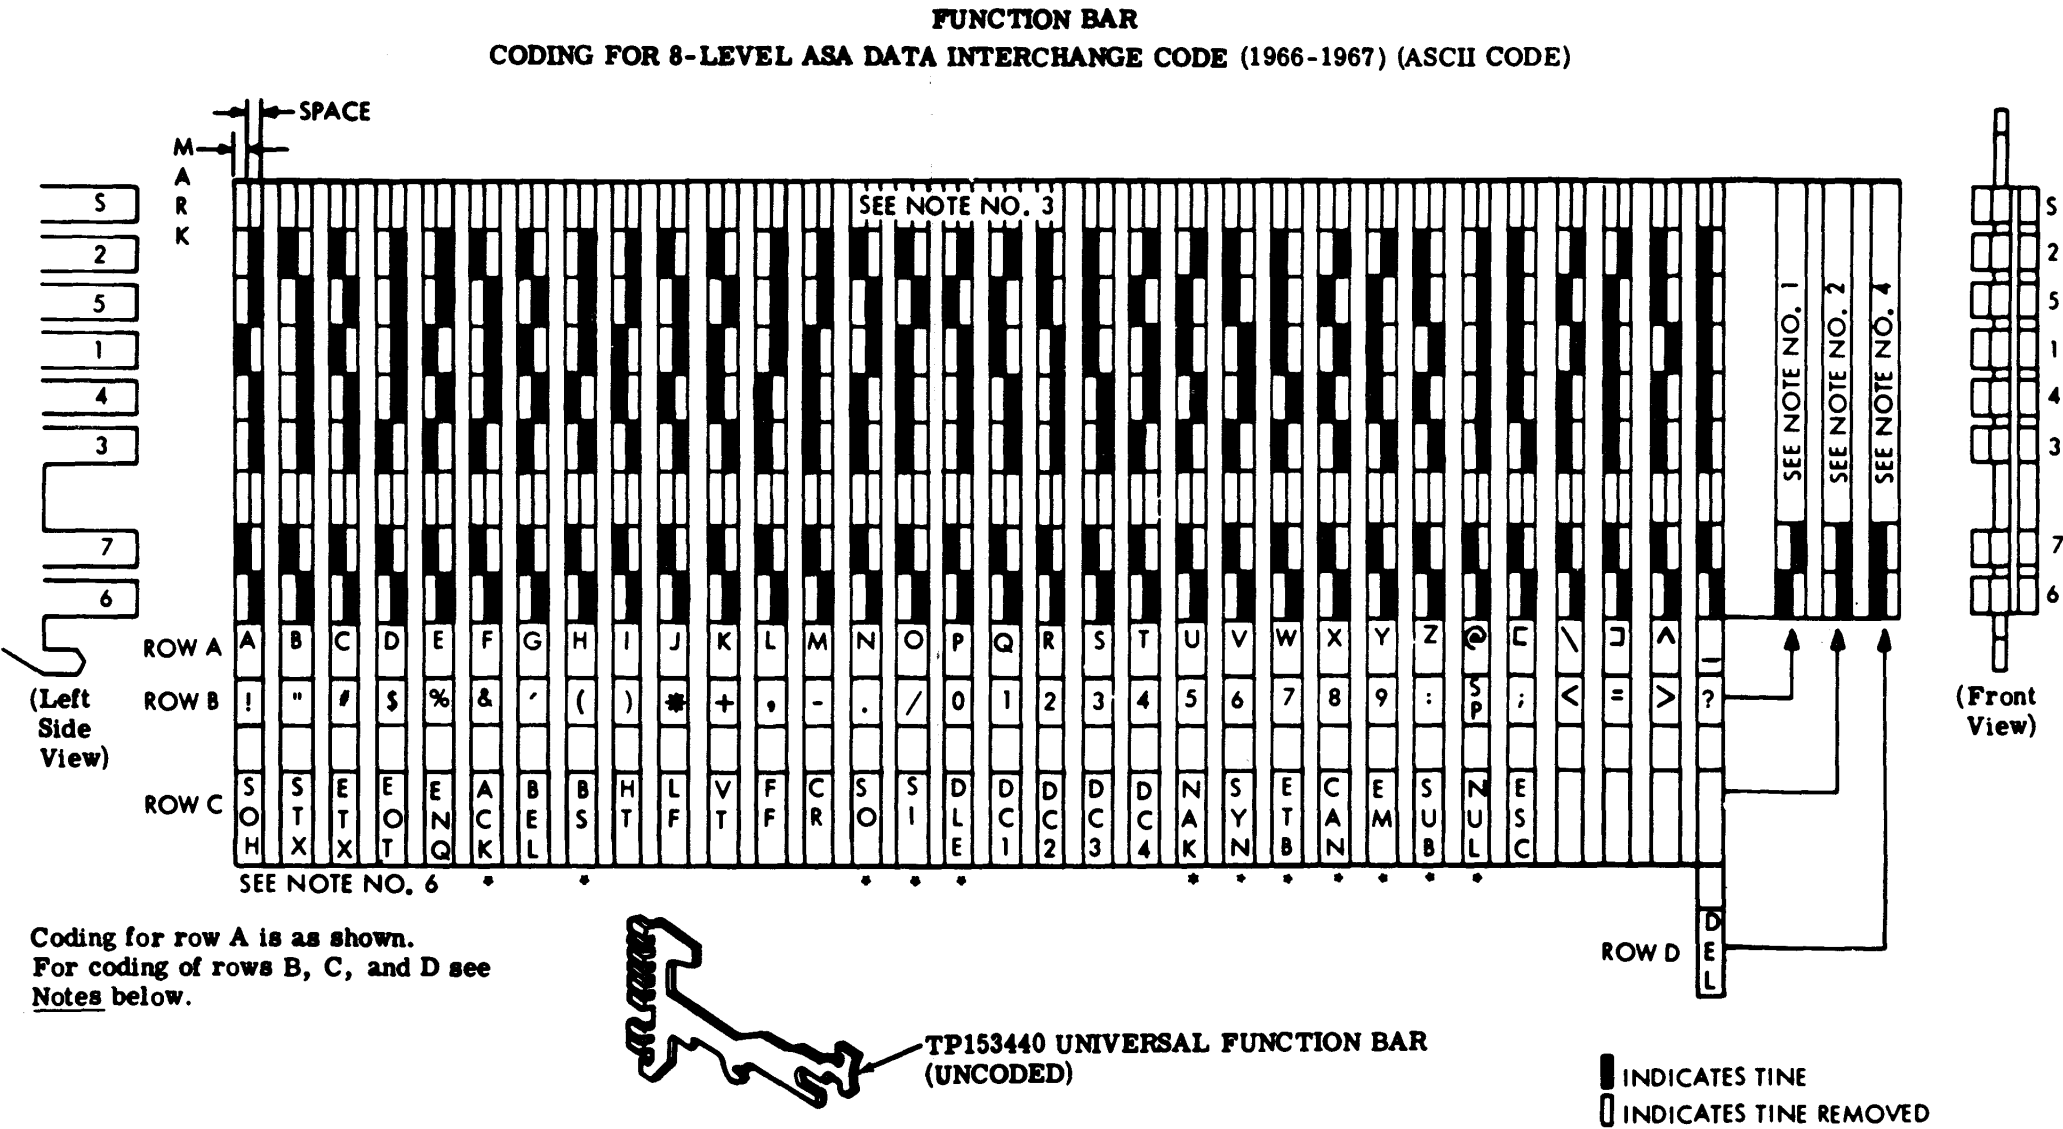 FUNCTION BAR
CODING FOR 8-LEVEL ASA DATA INTERCHANGE CODE (1966-1967) (ASCII CODE)
SPACE
MARK
SEE NOTE NO. 3
S
2
5
1
4
3
7
6
(Left
Side
View)
SEE NOTE NO. 1
SEE NOTE NO. 2
SEE NOTE NO. 4
S
2
5
1
4
3
7
6
(Front
View)
ROW A A B C D E F G H I J K L M N O P Q R S T U V W X Y Z @ [ \ ] ^ _
ROW B ! " # $ % & ´ ( ) * + , - . / 0 1 2 3 4 5 6 7 8 9 : SP ; < = > ?
ROW C SOH STX ETX EOT ENQ ACK BEL BS HT LF VT FF CR SO SI DLE DC1 DC2 DC3 DC4 NAK SYN ETB CAN EM SUB NUL ESC
SEE NOTE NO. 6 * * * * * * * * * * * *
ROW D DEL
Coding for row A is as shown.
For coding of rows B, C, and D see
Notes below.
TP153440 UNIVERSAL FUNCTION BAR
(UNCODED)
INDICATES TINE
INDICATES TINE REMOVED